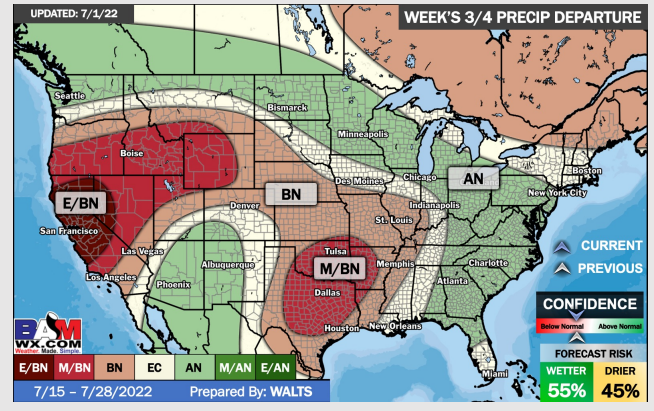 UPDATED: 7/1/22
WEEK'S 3/4 PRECIP DEPARTURE
Seattle
Bismarck
Minneapolis
Boise
Boston
Chicago
AN
Des Moines
New York City
E/BN
BN
Denver
Indianapolis
St. Louis
San Francisco
Las Vegas
Tulsa
CURRENT
Albuquerque
M/BN
Memphis
Charlotte
PREVIOUS
Los Angeles
Phoenix
Dallas
Atlanta
Houston
New Orleans
CONFIDENCE
Below Normal
Above Normal
BAM
WX.COM
Weather. Made. Simple.
FORECAST RISK
Miami
WETTER
DRIER
55%
45%
E/BN M/BN BN EC AN M/AN E/AN
7/15 – 7/28/2022
Prepared By: WALTS